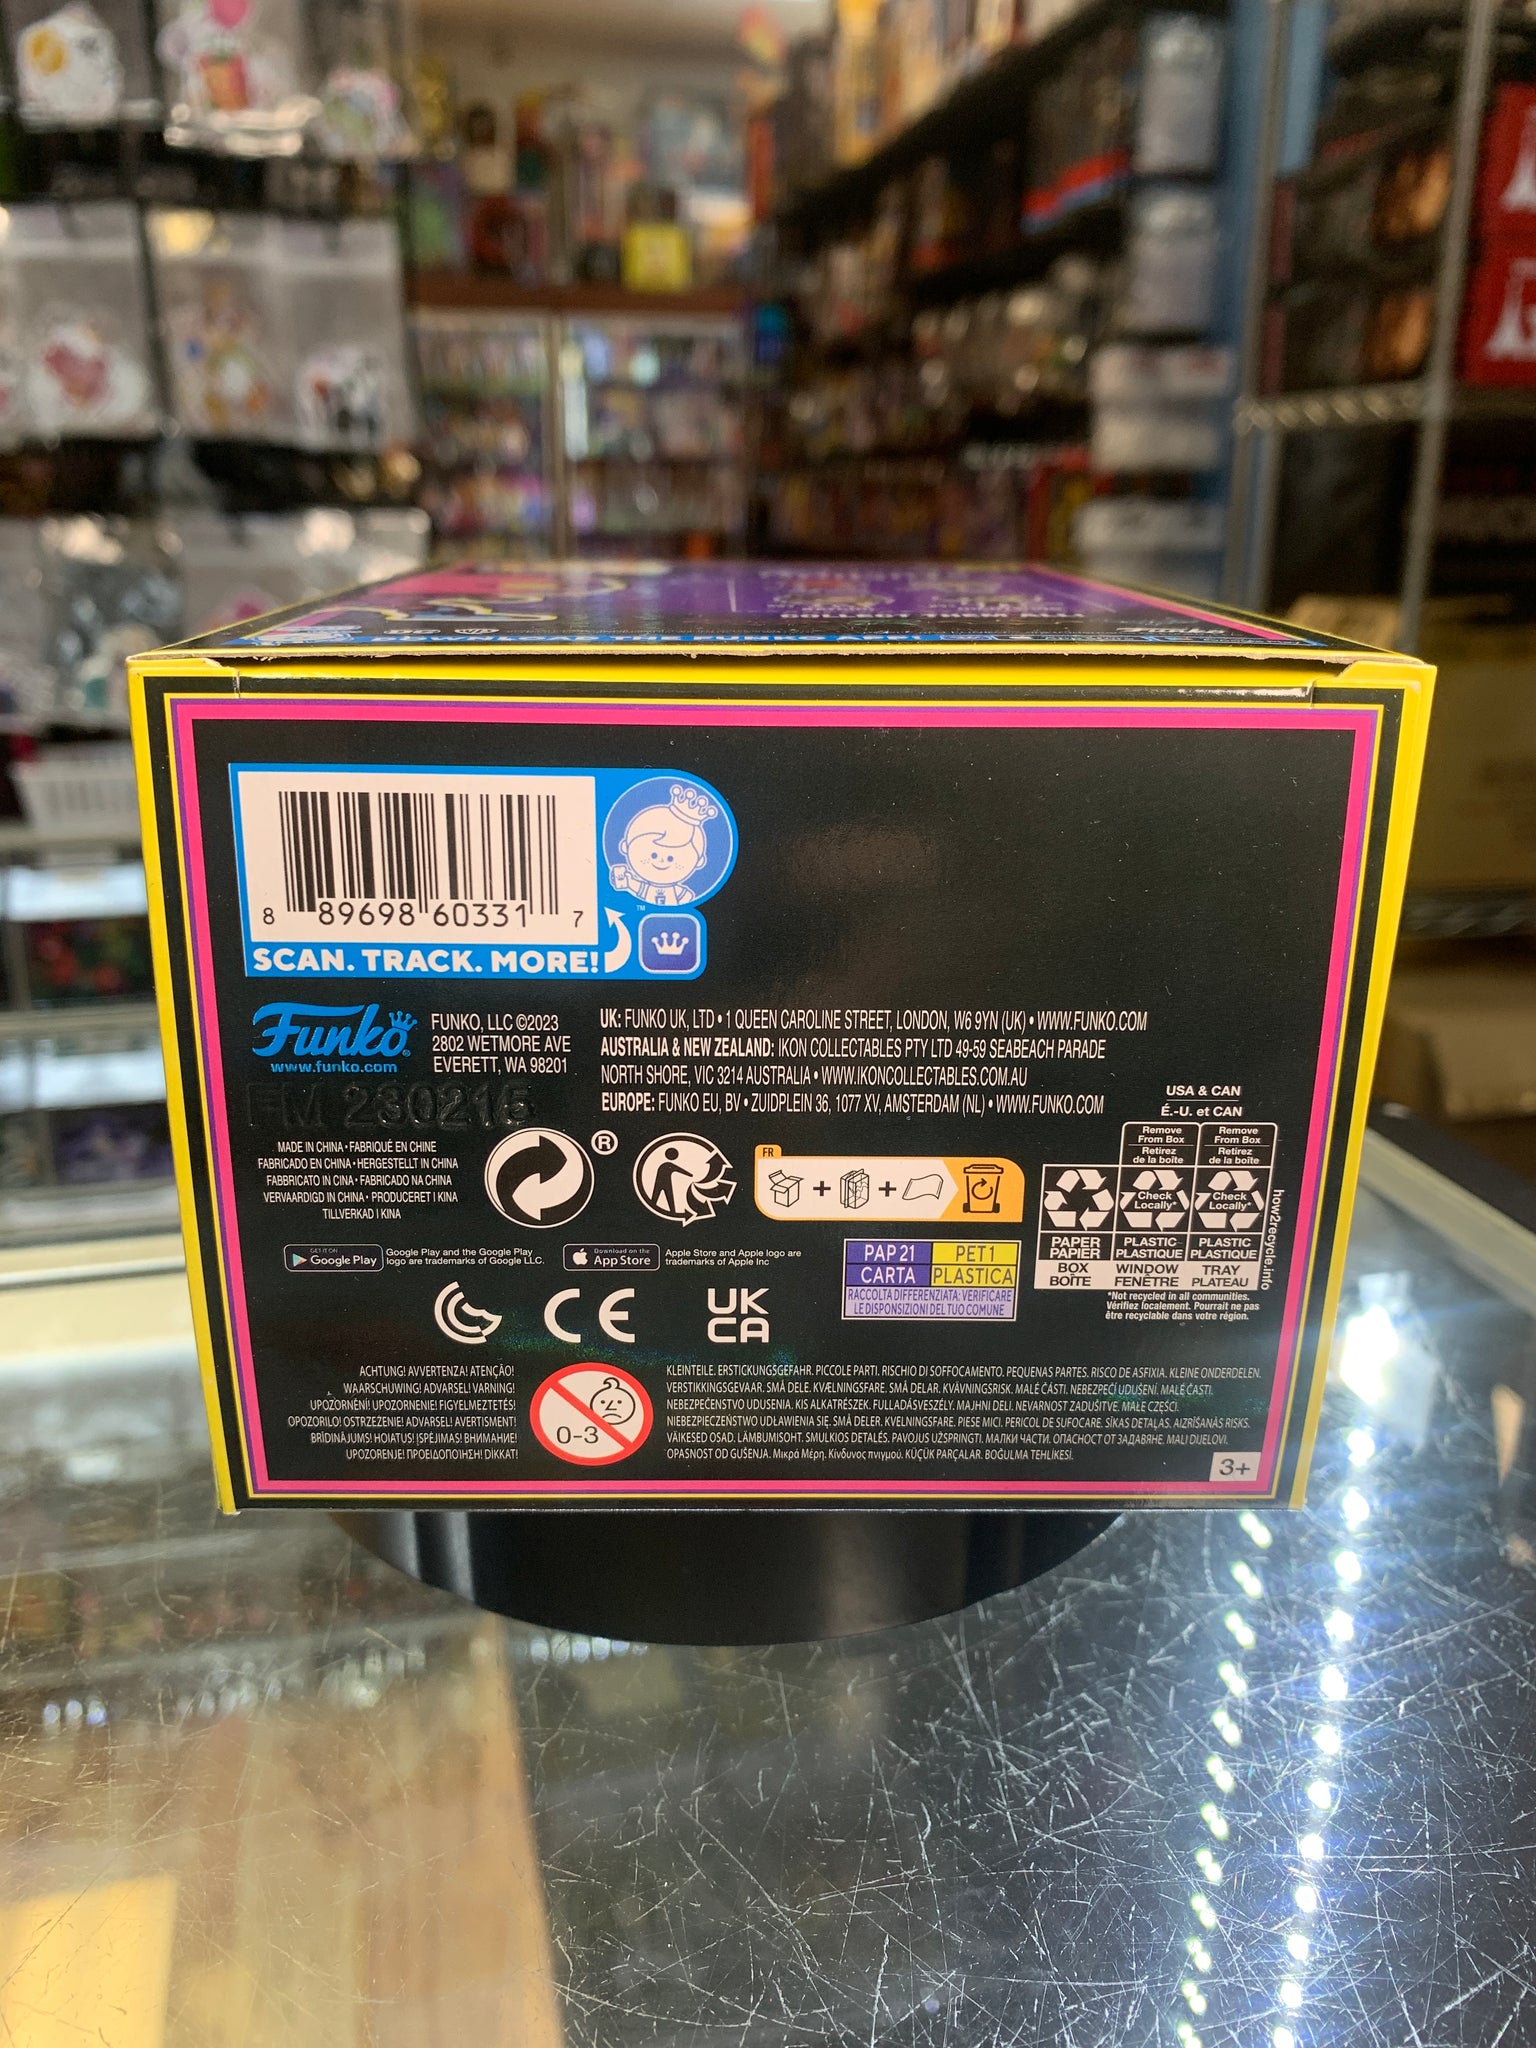 8 89698 60331 7
SCAN. TRACK. MORE!
™
Funko
www.funko.com
FUNKO, LLC ©2023
2802 WETMORE AVE
EVERETT, WA 98201
UK: FUNKO UK, LTD • 1 QUEEN CAROLINE STREET, LONDON, W6 9YN (UK) • WWW.FUNKO.COM
AUSTRALIA & NEW ZEALAND: IKON COLLECTABLES PTY LTD 49-59 SEABEACH PARADE
NORTH SHORE, VIC 3214 AUSTRALIA • WWW.IKONCOLLECTABLES.COM.AU
EUROPE: FUNKO EU, BV • ZUIDPLEIN 36, 1077 XV, AMSTERDAM (NL) • WWW.FUNKO.COM
FM 230215
MADE IN CHINA • FABRIQUÉ EN CHINE
FABRICADO EN CHINA • HERGESTELLT IN CHINA
FABBRICATO IN CINA • FABRICADO NA CHINA
VERVAARDIGD IN CHINA • PRODUCERET I KINA
TILLVERKAD I KINA
®
FR
USA & CAN
É.-U. et CAN
Remove From Box
Retirez de la boîte
Remove From Box
Retirez de la boîte
Check Locally*
Check Locally*
PAPER PAPIER
PLASTIC PLASTIQUE
PLASTIC PLASTIQUE
BOX BOÎTE
WINDOW FENÊTRE
TRAY PLATEAU
*Not recycled in all communities.
Vérifiez localement. Pourrait ne pas
être recyclable dans votre région.
how2recycle.info
GET IT ON
Google Play
Google Play and the Google Play
logo are trademarks of Google LLC.
Download on the
App Store
Apple Store and Apple logo are
trademarks of Apple Inc
PAP 21
PET 1
CARTA
PLASTICA
RACCOLTA DIFFERENZIATA: VERIFICARE
LE DISPOSIZIONI DEL TUO COMUNE
CE
UK
CA
ACHTUNG! AVVERTENZA! ATENÇÃO!
WAARSCHUWING! ADVARSEL! VARNING!
UPOZORNĚNÍ! UPOZORNENIE! FIGYELMEZTETÉS!
OPOZORILO! OSTRZEŻENIE! ADVARSEL! AVERTISMENT!
BRĪDINĀJUMS! HOIATUS! ĮSPĖJIMAS! ВНИМАНИЕ!
UPOZORENJE! ΠΡΟΕΙΔΟΠΟΙΗΣΗ! DIKKAT!
0-3
KLEINTEILE. ERSTICKUNGSGEFAHR. PICCOLE PARTI. RISCHIO DI SOFFOCAMENTO. PEQUENAS PARTES. RISCO DE ASFIXIA. KLEINE ONDERDELEN.
VERSTIKKINGSGEVAAR. SMÅ DELE. KVÆLNINGSFARE. SMÅ DELAR. KVÄVNINGSRISK. MALÉ ČÁSTI. NEBEZPEČÍ UDUŠENÍ. MALÉ ČASTI.
NEBEZPEČENSTVO UDUSENIA. KIS ALKATRÉSZEK. FULLADÁSVESZÉLY. MAJHNI DELI. NEVARNOST ZADUŠITVE. MAŁE CZĘŚCI.
NIEBEZPIECZEŃSTWO UDŁAWIENIA SIĘ. SMÅ DELER. KVELNINGSFARE. PIESE MICI. PERICOL DE SUFOCARE. SĪKAS DETAĻAS. AIZRĪŠANĀS RISKS.
VÄIKESED OSAD. LÄMBUMISOHT. SMULKIOS DETALĖS. PAVOJUS UŽSPRINGTI. МАЛКИ ЧАСТИ. ОПАСНОСТ ОТ ЗАДАВЯНЕ. MALI DIJELOVI.
OPASNOST OD GUŠENJA. Μικρά Μέρη. Κίνδυνος πνιγμού. KÜÇÜK PARÇALAR. BOĞULMA TEHLİKESİ.
3+